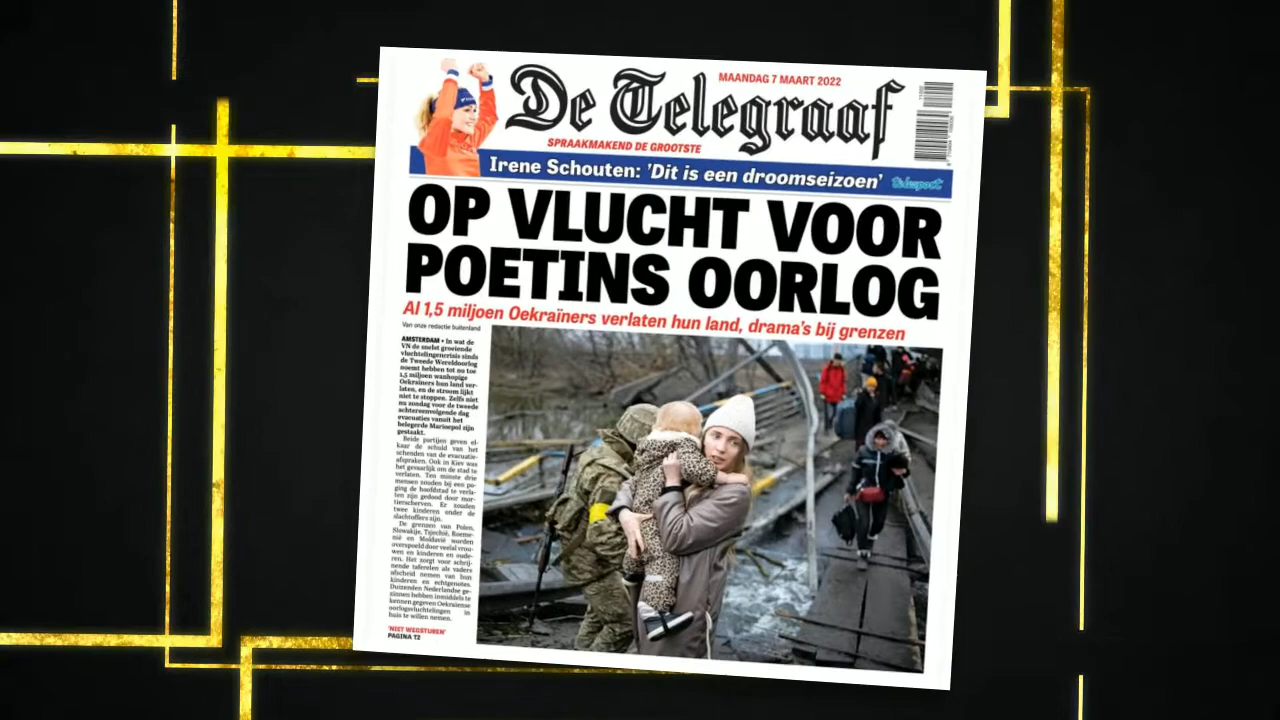 MAANDAG 7 MAART 2022
De Telegraaf
SPRAAKMAKEND DE GROOTSTE
Irene Schouten: 'Dit is een droomseizoen' telesport
OP VLUCHT VOOR
POETINS OORLOG
Al 1,5 miljoen Oekraïners verlaten hun land, drama's bij grenzen
Van onze redactie buitenland
AMSTERDAM • In wat de
VN de snelst groeiende
vluchtelingencrisis sinds
de Tweede Wereldoorlog
noemt hebben tot nu toe
1,5 miljoen wanhopige
Oekraïners hun land ver-
laten, en de stroom lijkt
niet te stoppen. Zelfs niet
nu zondag voor de tweede
achtereenvolgende dag
evacuaties vanuit het
belegerde Marioepol zijn
gestaakt.
Beide partijen geven el-
kaar de schuld van het
schenden van de evacuatie-
afspraken. Ook in Kiev was
het gevaarlijk om de stad te
verlaten. Ten minste drie
mensen zouden bij een po-
ging de hoofdstad te verla-
ten zijn gedood door mor-
tierscherven. Er zouden
twee kinderen onder de
slachtoffers zijn.
De grenzen van Polen,
Slowakije, Tsjechië, Roeme-
nië en Moldavië worden
overspoeld door veelal vrou-
wen en kinderen en oude-
ren. Het zorgt voor schrij-
nende taferelen als vaders
afscheid nemen van hun
kinderen en echtgenotes.
Duizenden Nederlandse ge-
zinnen hebben inmiddels te
kennen gegeven Oekraïense
oorlogsvluchtelingen in
huis te willen nemen.
'NIET WEGSTUREN'
PAGINA T2